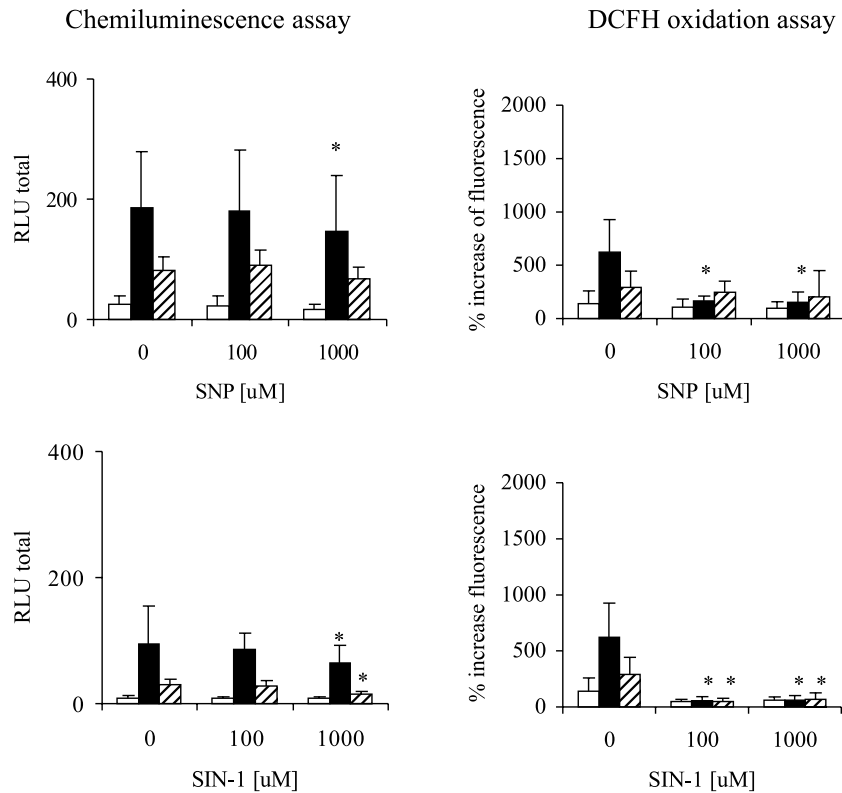 Chemiluminescence assay
DCFH oxidation assay
400
200
0
RLU total
*
0 100 1000
SNP [uM]
2000
1500
1000
500
0
% increase of fluorescence
* *
0 100 1000
SNP [uM]
400
200
0
RLU total
*
*
0 100 1000
SIN-1 [uM]
2000
1500
1000
500
0
% increase fluorescence
* * * *
0 100 1000
SIN-1 [uM]